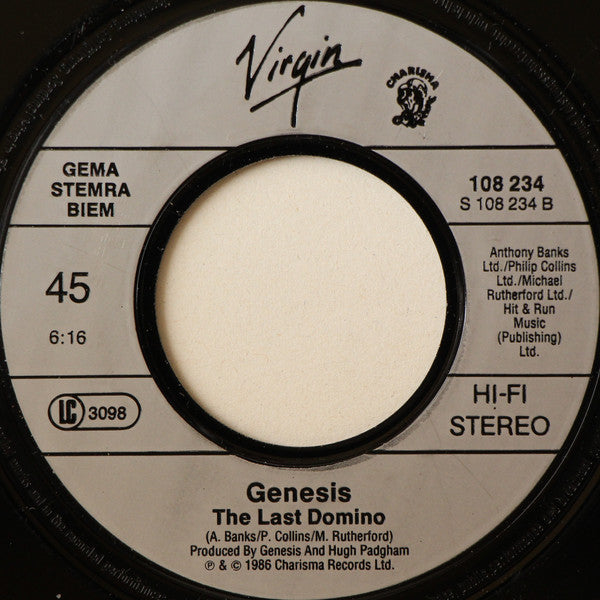 Virgin
CHARISMA
GEMA
STEMRA
BIEM
108 234
S 108 234 B
45
6:16
Anthony Banks
Ltd./Philip Collins
Ltd./Michael
Rutherford Ltd./
Hit & Run
Music
(Publishing)
Ltd.
LC 3098
HI-FI
STEREO
Genesis
The Last Domino
(A. Banks/P. Collins/M. Rutherford)
Produced By Genesis And Hugh Padgham
℗ & © 1986 Charisma Records Ltd.